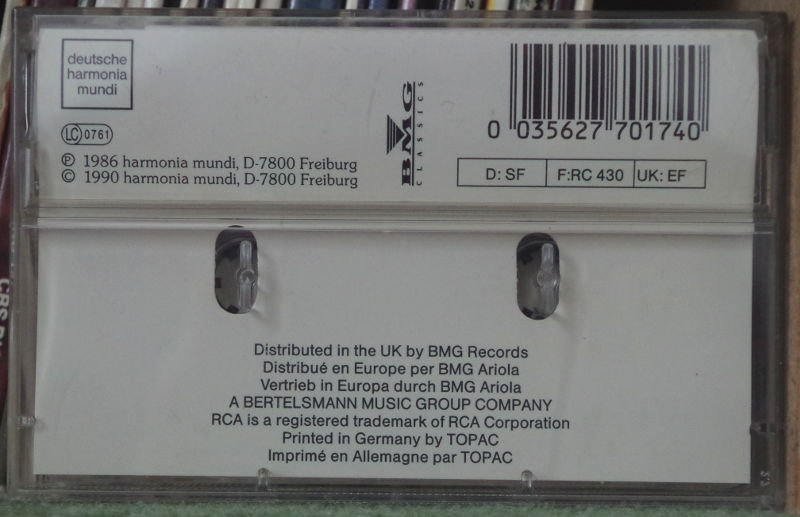 deutsche
harmonia
mundi
LC 0761
℗ 1986 harmonia mundi, D-7800 Freiburg
© 1990 harmonia mundi, D-7800 Freiburg
BMG
CLASSICS
0 035627 701740
D: SF F:RC 430 UK: EF
Distributed in the UK by BMG Records
Distribué en Europe per BMG Ariola
Vertrieb in Europa durch BMG Ariola
A BERTELSMANN MUSIC GROUP COMPANY
RCA is a registered trademark of RCA Corporation
Printed in Germany by TOPAC
Imprimé en Allemagne par TOPAC